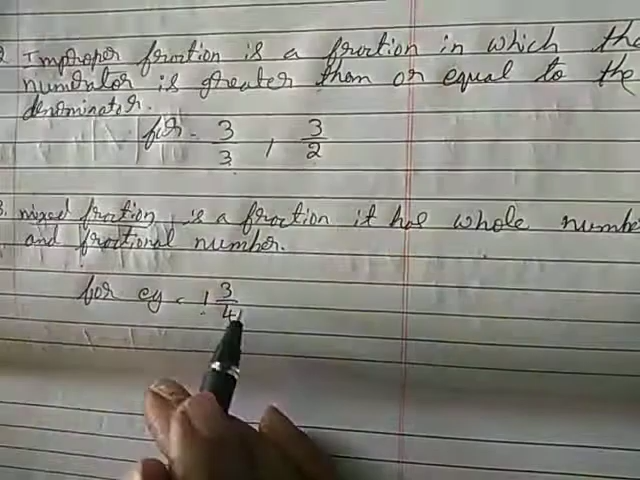 2 Improper fraction is a fraction in which the
numerator is greater than or equal to the
denominator.
for - 3/3 , 3/2
3. mixed fraction is a fraction it has whole number
and fractional number.
for eg - 1 3/4